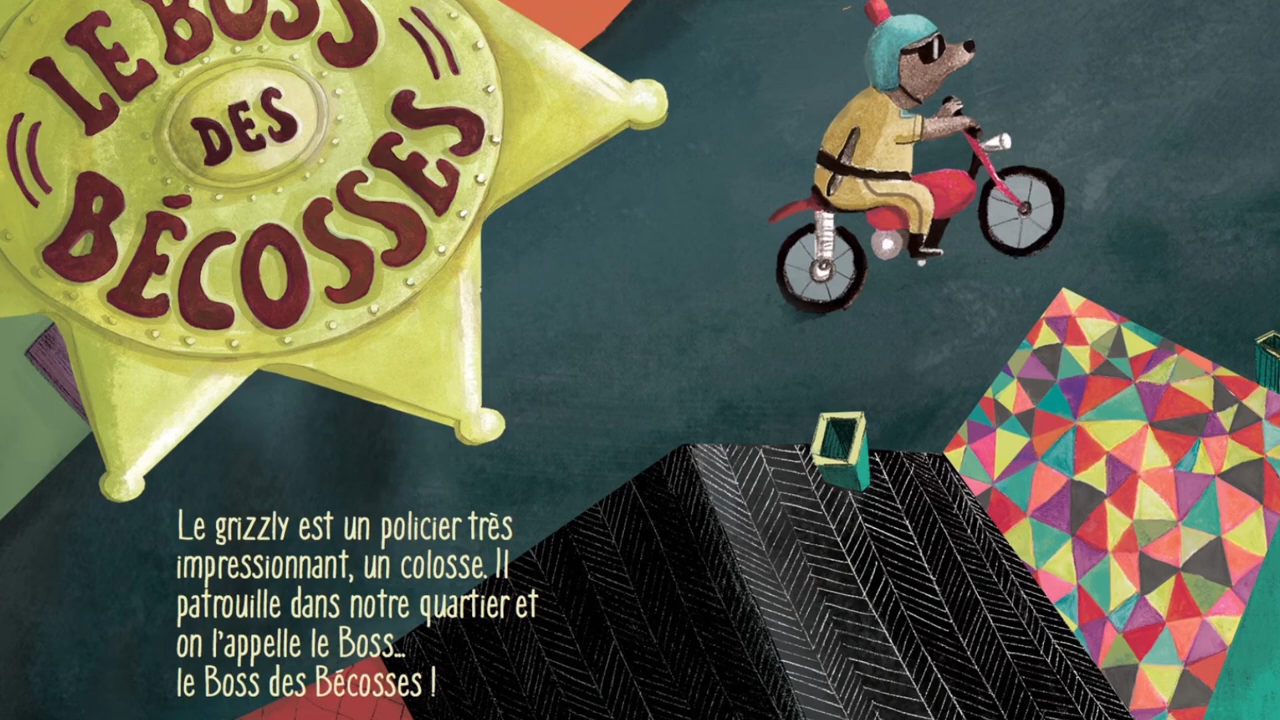 LE BOSS
DES
BÉCOSSES
Le grizzly est un policier très
impressionnant, un colosse. Il
patrouille dans notre quartier et
on l'appelle le Boss...
le Boss des Bécosses !